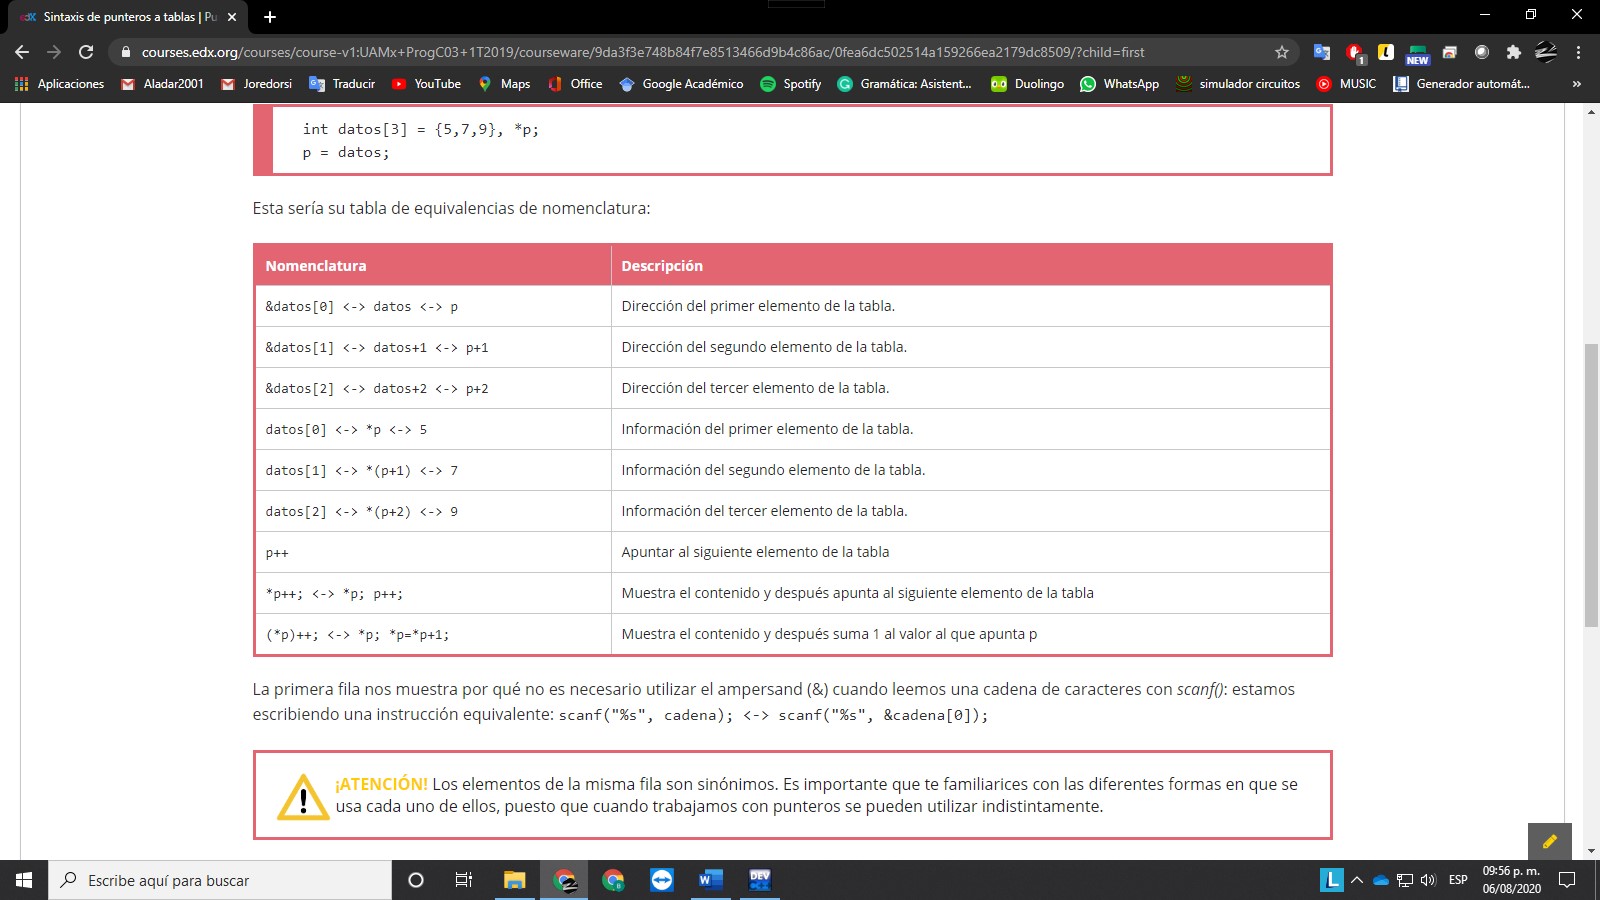 Sintaxis de punteros a tablas | Pu
courses.edx.org/courses/course-v1:UAMx+ProgC03+1T2019/courseware/9da3f3e748b84f7e8513466d9b4c86ac/0fea6dc502514a159266ea2179dc8509/?child=first
1
NEW
Aplicaciones Aladar2001 Joredorsi Traducir YouTube Maps Office Google Académico Spotify Gramática: Asistent... Duolingo WhatsApp simulador circuitos MUSIC Generador automát... »
int datos[3] = {5,7,9}, *p;
p = datos;
Esta sería su tabla de equivalencias de nomenclatura:
Nomenclatura Descripción
&datos[0] <-> datos <-> p Dirección del primer elemento de la tabla.
&datos[1] <-> datos+1 <-> p+1 Dirección del segundo elemento de la tabla.
&datos[2] <-> datos+2 <-> p+2 Dirección del tercer elemento de la tabla.
datos[0] <-> *p <-> 5 Información del primer elemento de la tabla.
datos[1] <-> *(p+1) <-> 7 Información del segundo elemento de la tabla.
datos[2] <-> *(p+2) <-> 9 Información del tercer elemento de la tabla.
p++ Apuntar al siguiente elemento de la tabla
*p++; <-> *p; p++; Muestra el contenido y después apunta al siguiente elemento de la tabla
(*p)++; <-> *p; *p=*p+1; Muestra el contenido y después suma 1 al valor al que apunta p
La primera fila nos muestra por qué no es necesario utilizar el ampersand (&) cuando leemos una cadena de caracteres con scanf(): estamos
escribiendo una instrucción equivalente: scanf("%s", cadena); <-> scanf("%s", &cadena[0]);
¡ATENCIÓN! Los elementos de la misma fila son sinónimos. Es importante que te familiarices con las diferentes formas en que se
usa cada uno de ellos, puesto que cuando trabajamos con punteros se pueden utilizar indistintamente.
Escribe aquí para buscar
DEV
L
ESP
09:56 p. m.
06/08/2020